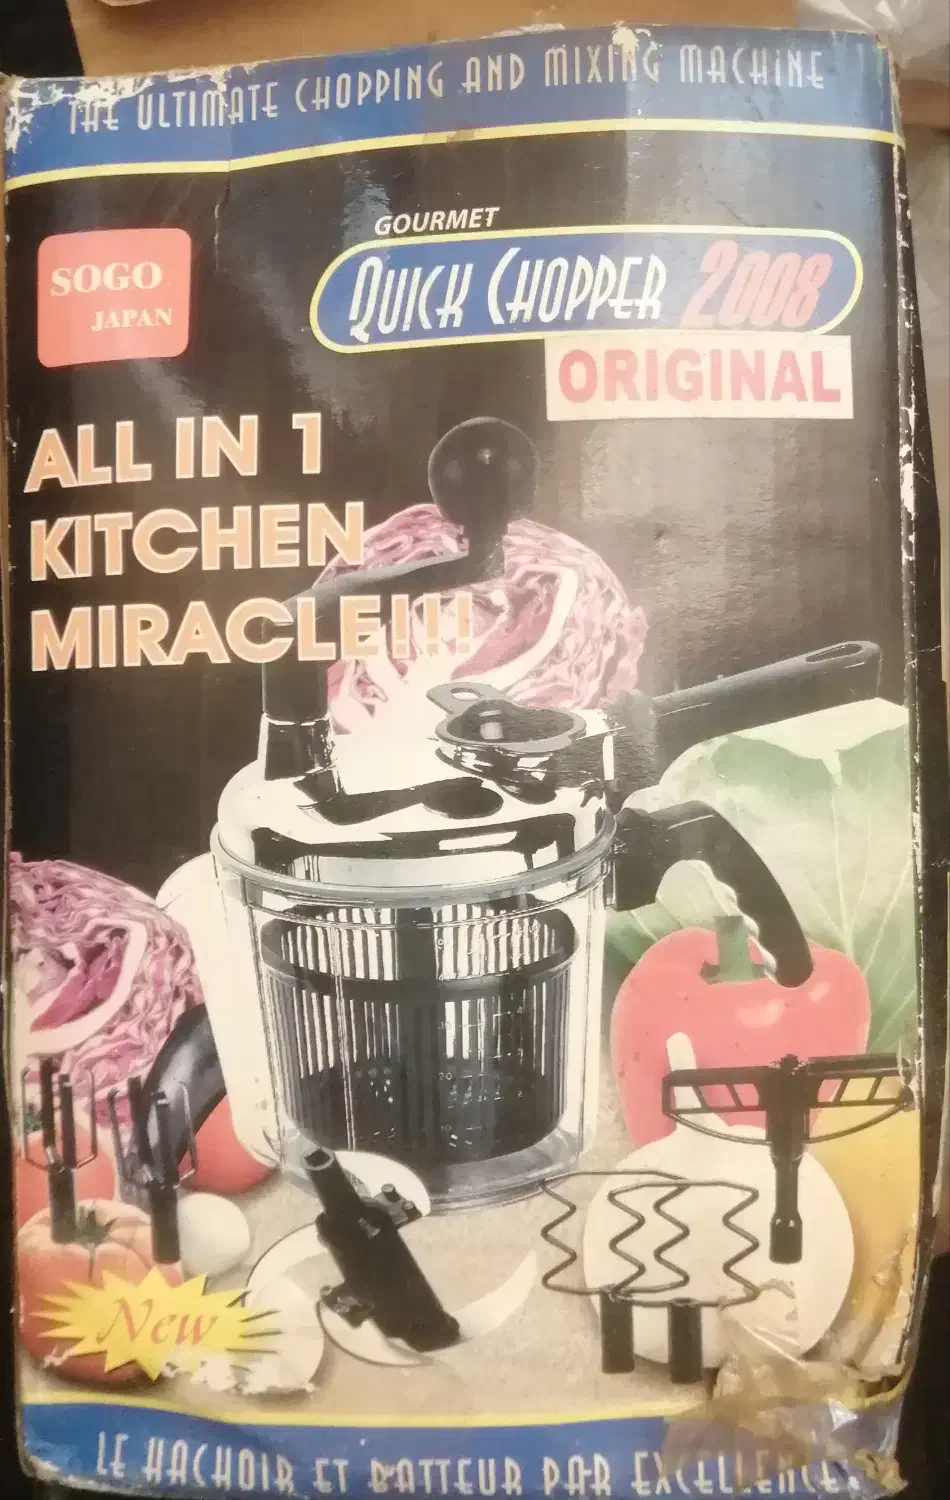 THE ULTIMATE CHOPPING AND MIXING MACHINE
GOURMET
QUICK CHOPPER 2008
ORIGINAL
SOGO
JAPAN
ALL IN 1
KITCHEN
MIRACLE!!!
New
LE HACHOIR ET BATTEUR PAR EXCELLENCE